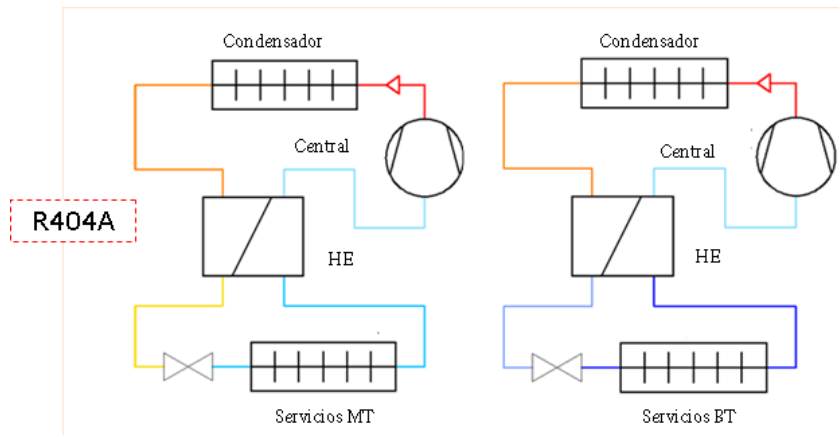 Condensador
Condensador
Central
Central
R404A
HE
HE
Servicios MT
Servicios BT